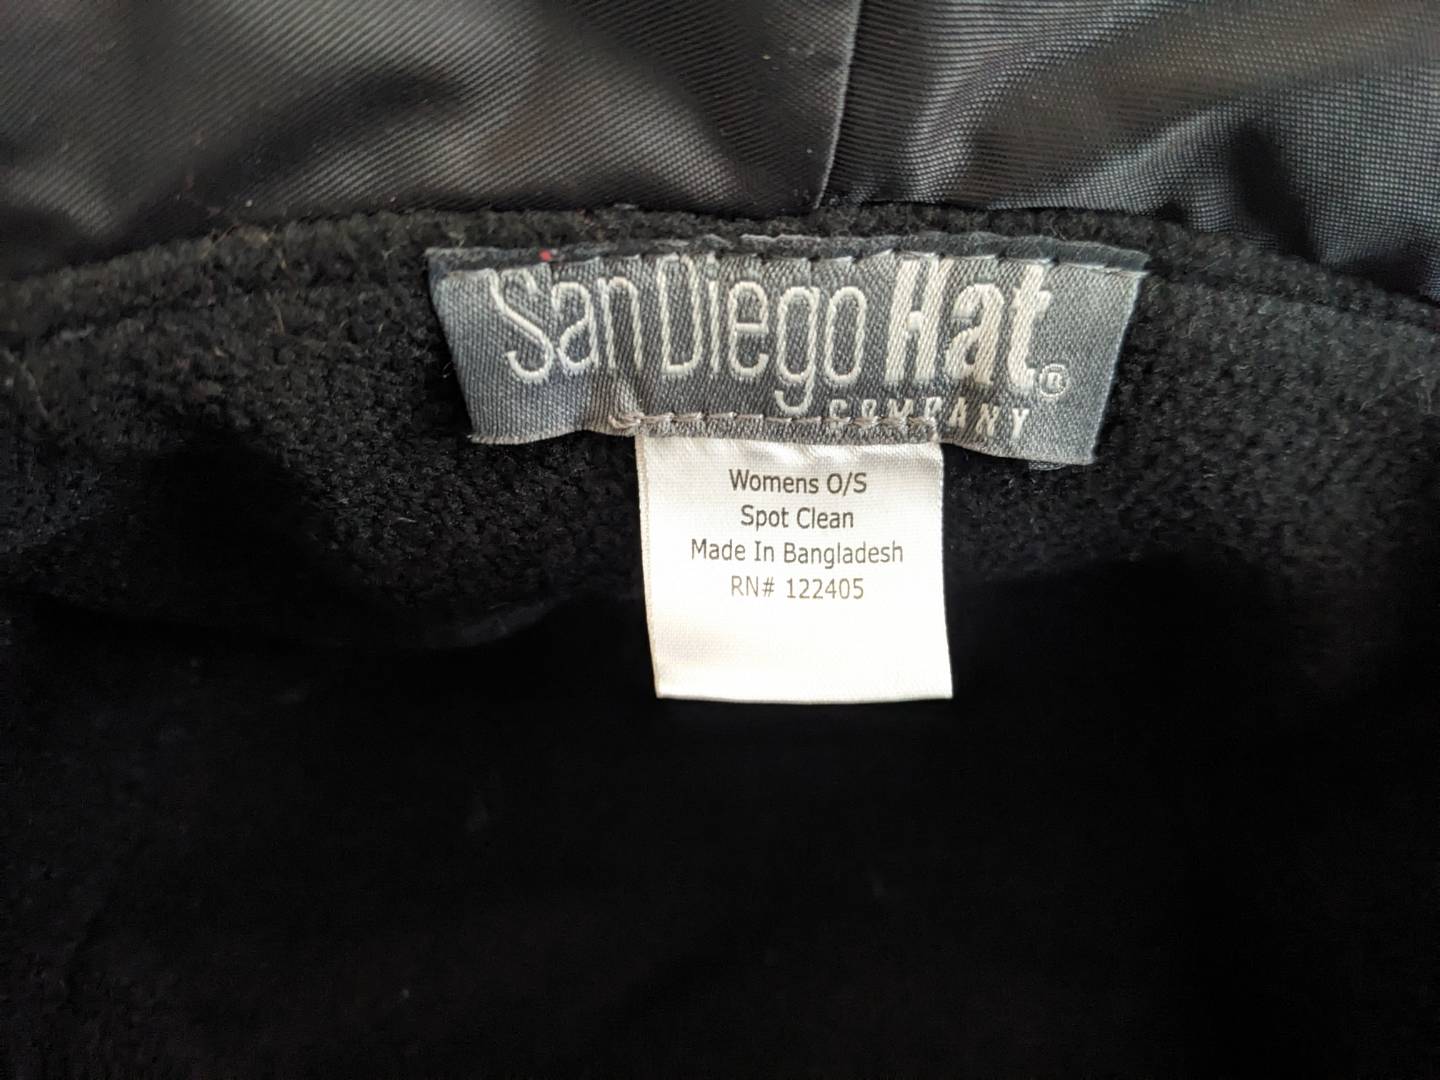 San Diego Hat®
COMPANY
Womens O/S
Spot Clean
Made In Bangladesh
RN# 122405